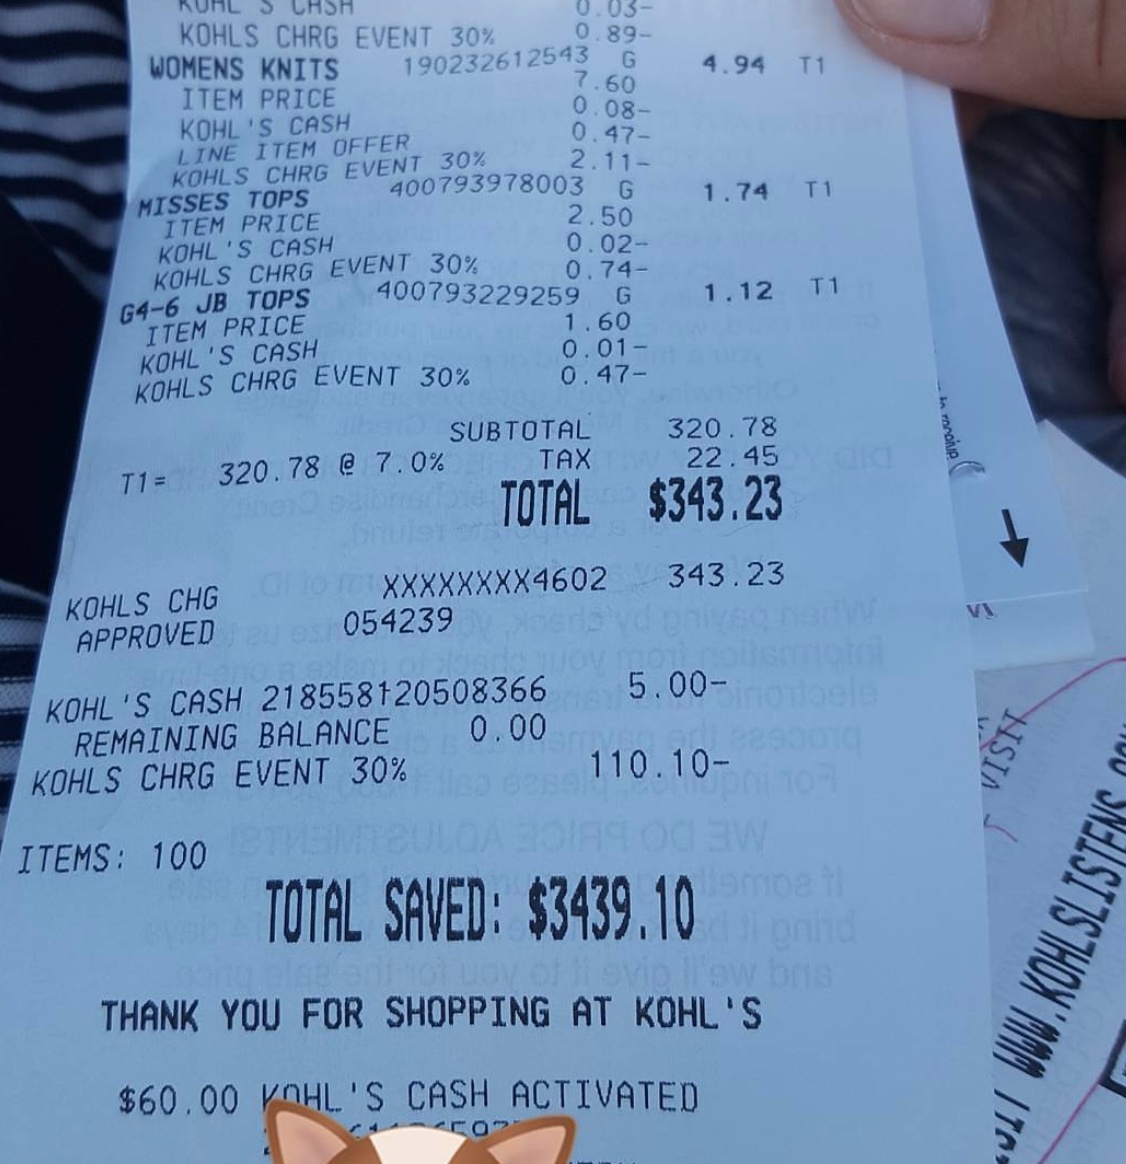 KOHL'S CASH 0.03-
KOHLS CHRG EVENT 30% 0.89-
WOMENS KNITS 190232612543 G 4.94 T1
ITEM PRICE 7.60
KOHL'S CASH 0.08-
LINE ITEM OFFER 0.47-
KOHLS CHRG EVENT 30% 2.11-
MISSES TOPS 400793978003 G 1.74 T1
ITEM PRICE 2.50
KOHL'S CASH 0.02-
KOHLS CHRG EVENT 30% 0.74-
G4-6 JB TOPS 400793229259 G 1.12 T1
ITEM PRICE 1.60
KOHL'S CASH 0.01-
KOHLS CHRG EVENT 30% 0.47-
SUBTOTAL 320.78
T1= 320.78 @ 7.0% TAX 22.45
TOTAL $343.23
KOHLS CHG XXXXXXXX4602 343.23
APPROVED 054239
KOHL'S CASH 218558120508366 5.00-
REMAINING BALANCE 0.00
KOHLS CHRG EVENT 30% 110.10-
ITEMS: 100
TOTAL SAVED: $3439.10
THANK YOU FOR SHOPPING AT KOHL'S
$60.00 KOHL'S CASH ACTIVATED
VISIT
WWW.KOHLSLISTENS.